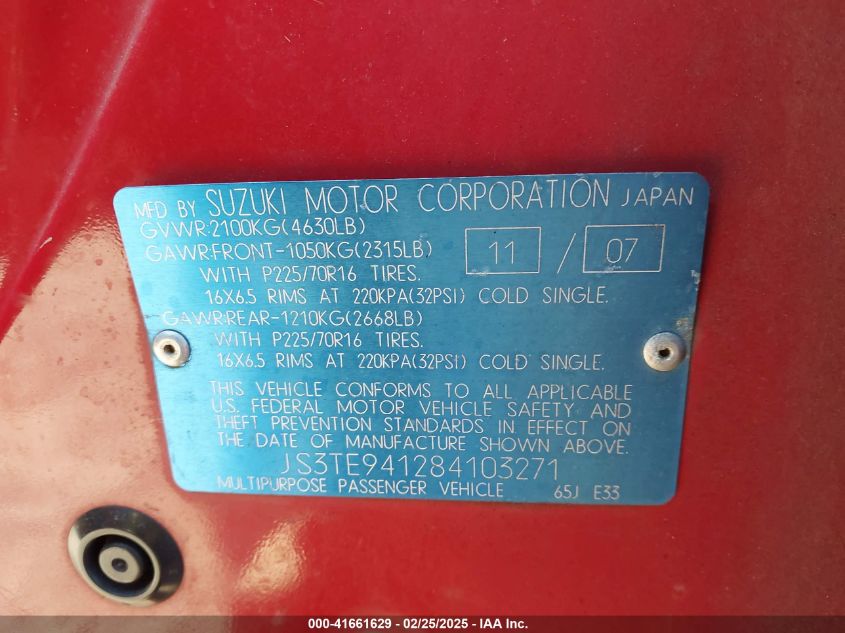 MFD BY SUZUKI MOTOR CORPORATION JAPAN
GVWR-2100KG(4630LB)
GAWR-FRONT-1050KG(2315LB) 11 / 07
WITH P225/70R16 TIRES.
16X6.5 RIMS AT 220KPA(32PSI) COLD SINGLE.
GAWR-REAR-1210KG(2668LB)
WITH P225/70R16 TIRES.
16X6.5 RIMS AT 220KPA(32PSI) COLD SINGLE.
THIS VEHICLE CONFORMS TO ALL APPLICABLE
U.S. FEDERAL MOTOR VEHICLE SAFETY AND
THEFT PREVENTION STANDARDS IN EFFECT ON
THE DATE OF MANUFACTURE SHOWN ABOVE.
JS3TE941284103271
MULTIPURPOSE PASSENGER VEHICLE 65J E33
000-41661629 - 02/25/2025 - IAA Inc.